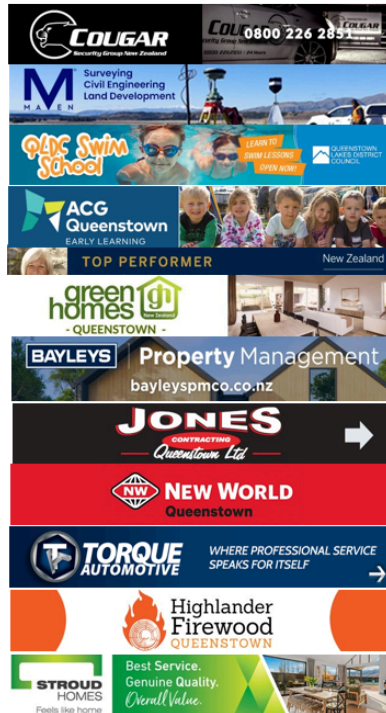 COUGAR
Security Group New Zealand
COUGAR
0800 226 2851
MAVEN
Surveying
Civil Engineering
Land Development
QLDC SWIM
SCHOOL
LEARN TO
SWIM LESSONS
OPEN NOW!
QUEENSTOWN
LAKES DISTRICT
COUNCIL
ACG
Queenstown
EARLY LEARNING
TOP PERFORMER
New Zealand
green
homes
gh
New Zealand
- QUEENSTOWN -
BAYLEYS
Property Management
bayleyspmco.co.nz
JONES
CONTRACTING
Queenstown Ltd
NW
NEW WORLD
Queenstown
TORQUE
AUTOMOTIVE
WHERE PROFESSIONAL SERVICE
SPEAKS FOR ITSELF
Highlander
Firewood
QUEENSTOWN
STROUD
HOMES
Feels like home
Best Service.
Genuine Quality.
Overall Value.